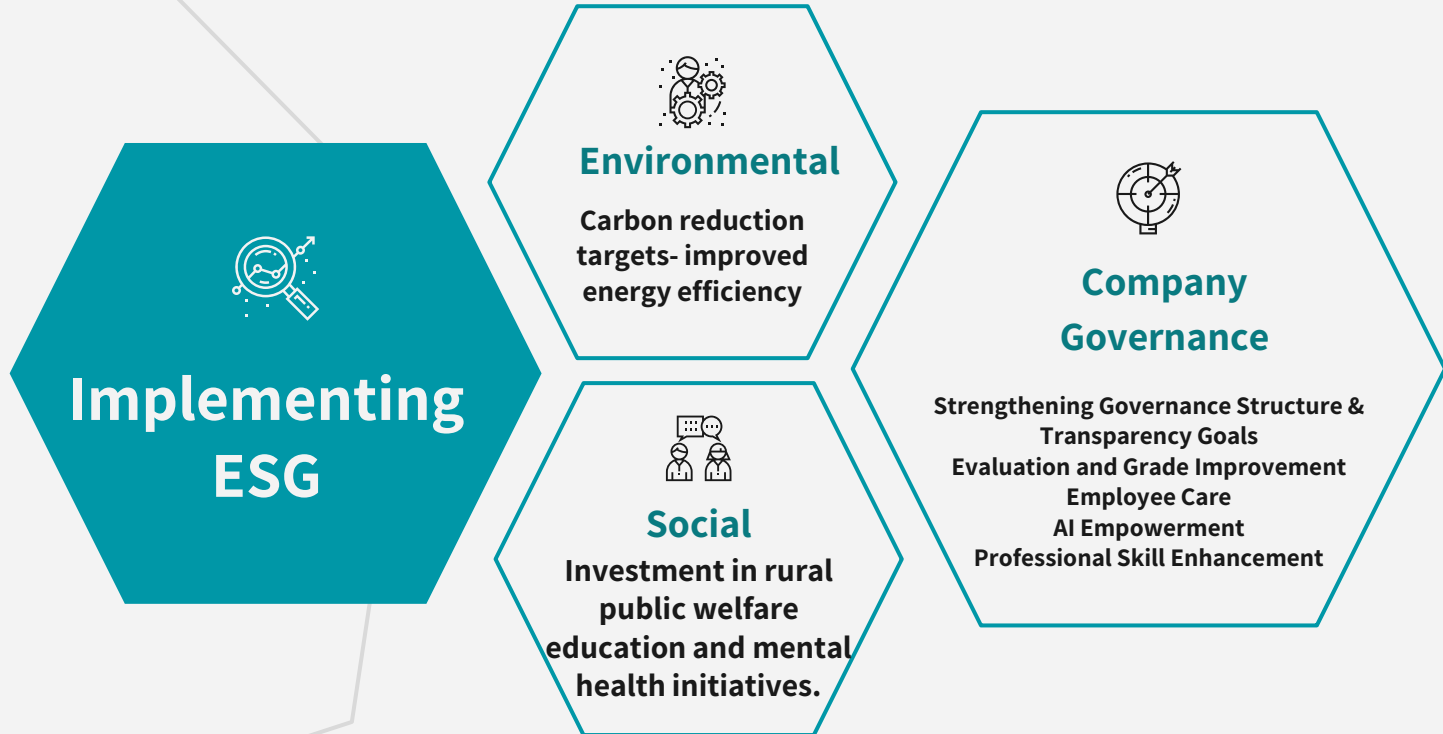 Implementing
ESG
Environmental
Carbon reduction
targets- improved
energy efficiency
Social
Investment in rural
public welfare
education and mental
health initiatives.
Company
Governance
Strengthening Governance Structure &
Transparency Goals
Evaluation and Grade Improvement
Employee Care
AI Empowerment
Professional Skill Enhancement